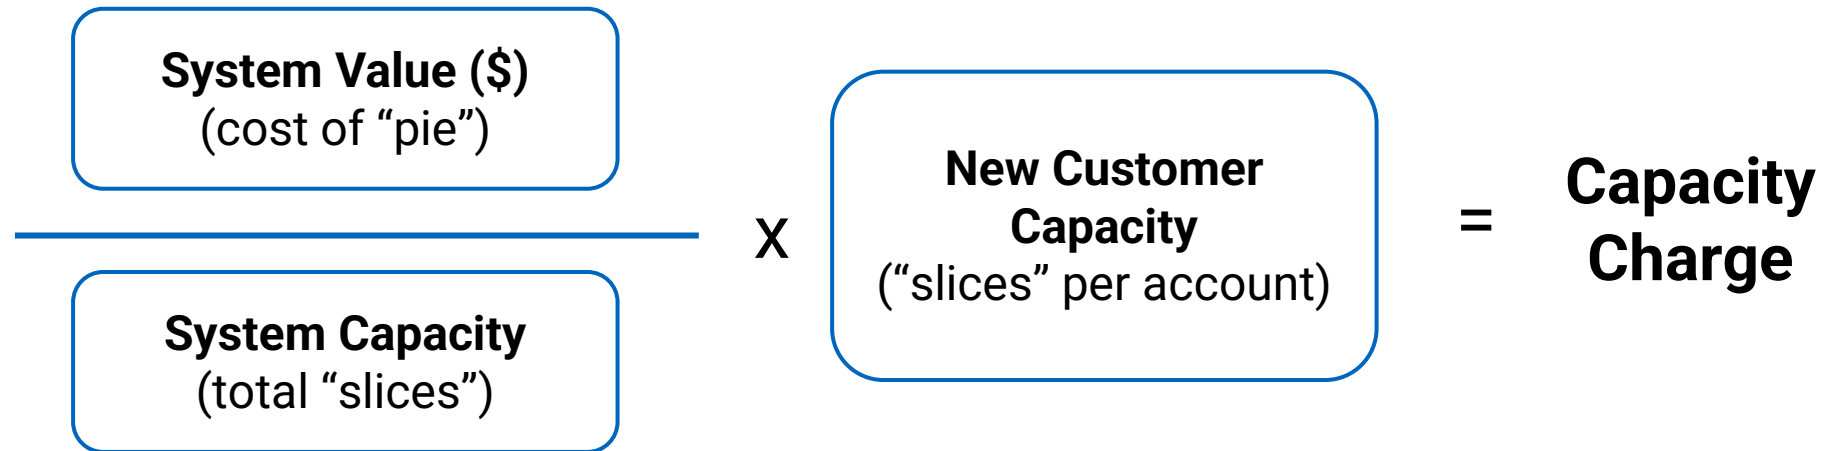 System Value ($)
(cost of “pie”)
System Capacity
(total “slices”)
x
New Customer
Capacity
(“slices” per account)
=
Capacity
Charge